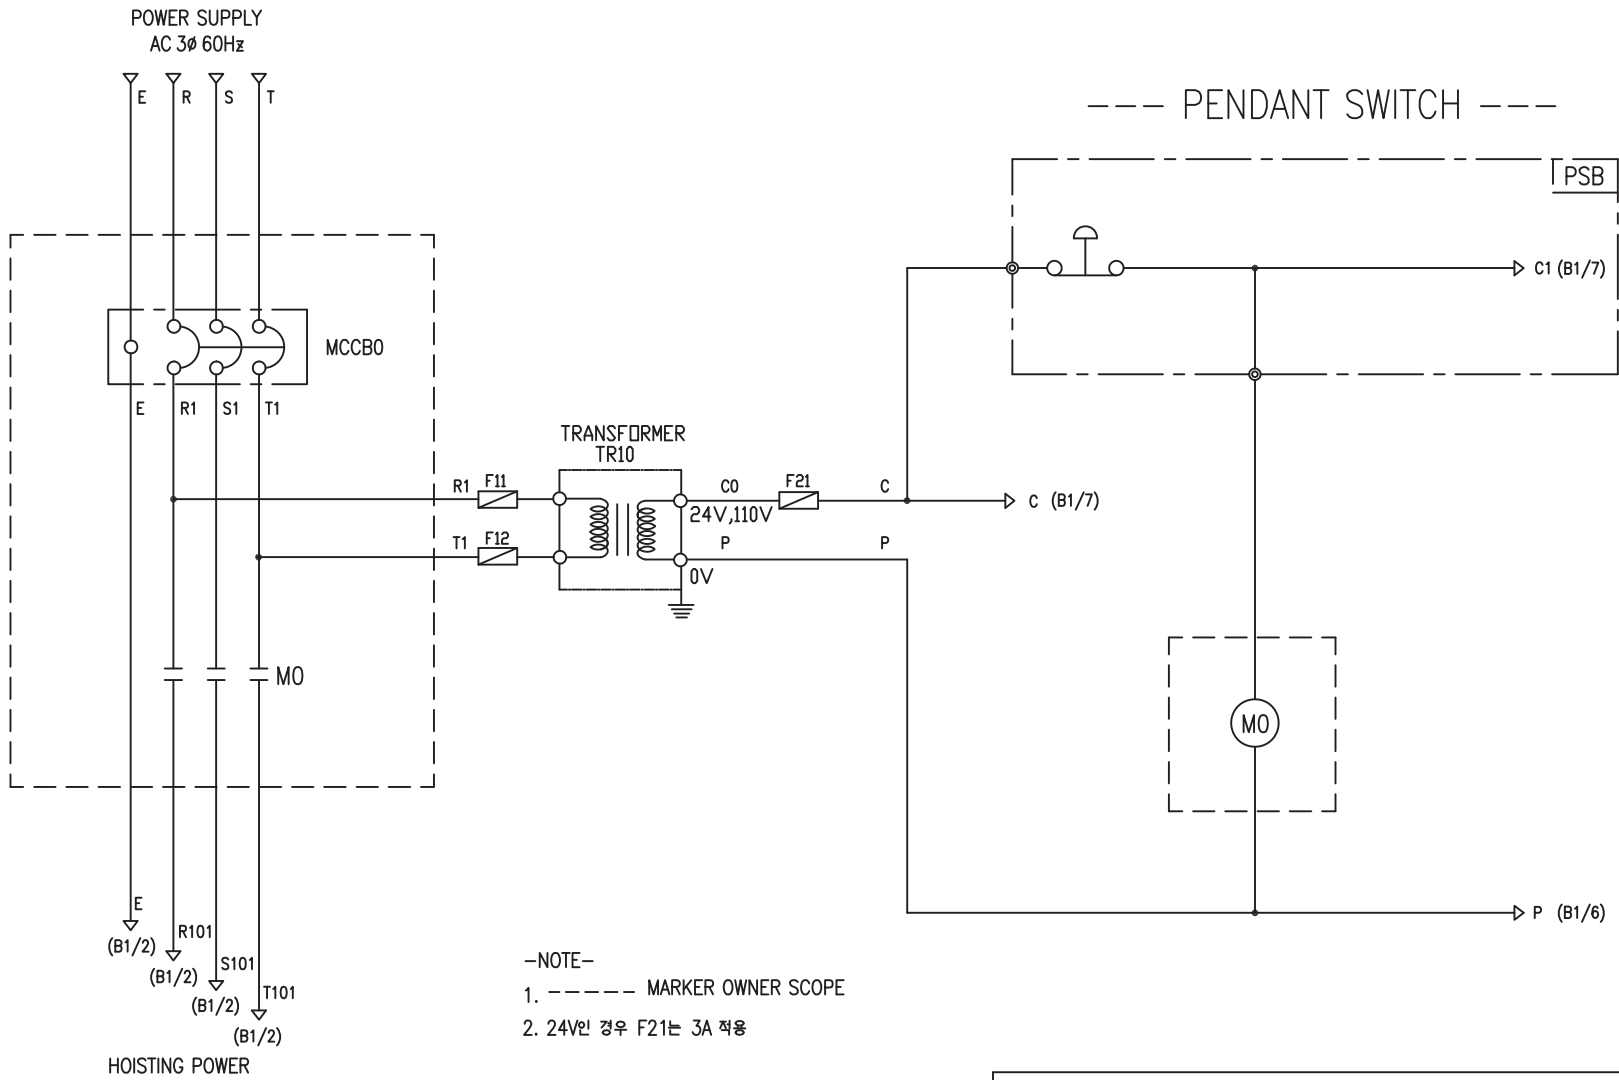 POWER SUPPLY
AC 3ø 60Hz
E R S T
PENDANT SWITCH
PSB
C1 (B1/7)
MCCB0
E R1 S1 T1
TRANSFORMER
TR10
R1 F11
C0 F21 C
24V,110V
C (B1/7)
T1 F12
P P
0V
M0
M0
E
(B1/2)
R101
(B1/2)
S101
(B1/2)
T101
(B1/2)
P (B1/6)
HOISTING POWER
-NOTE-
1. ------ MARKER OWNER SCOPE
2. 24V인 경우 F21는 3A 적용